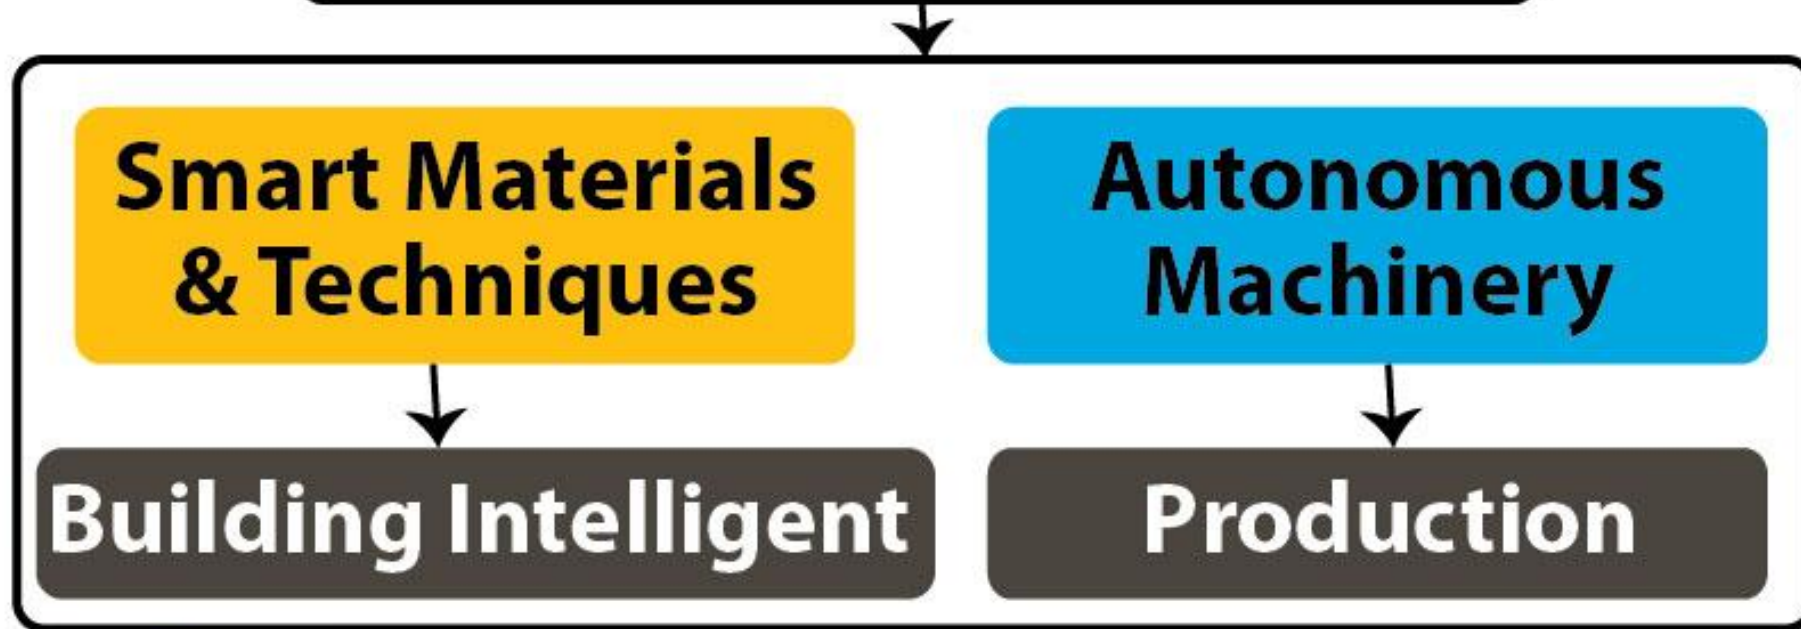 Smart Materials
& Techniques
Autonomous
Machinery
Building Intelligent
Production